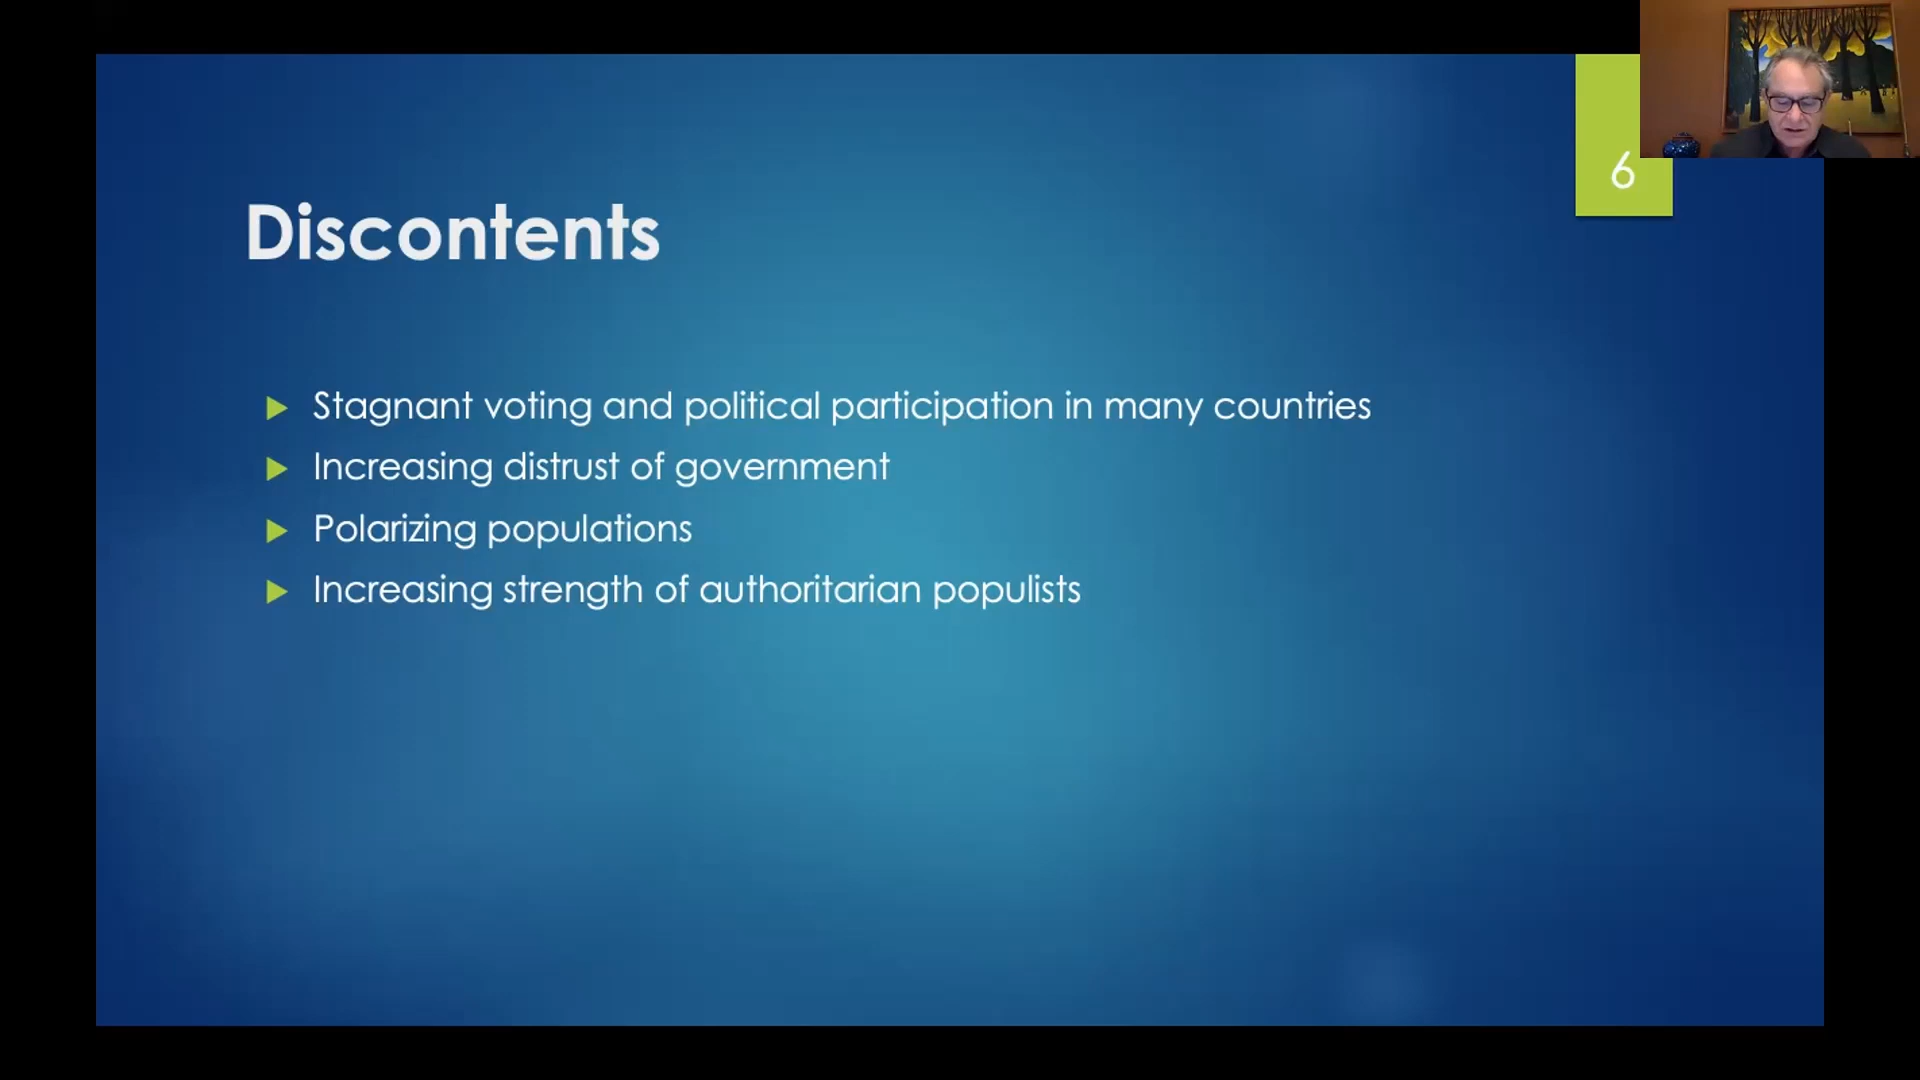 6
Discontents
Stagnant voting and political participation in many countries
Increasing distrust of government
Polarizing populations
Increasing strength of authoritarian populists